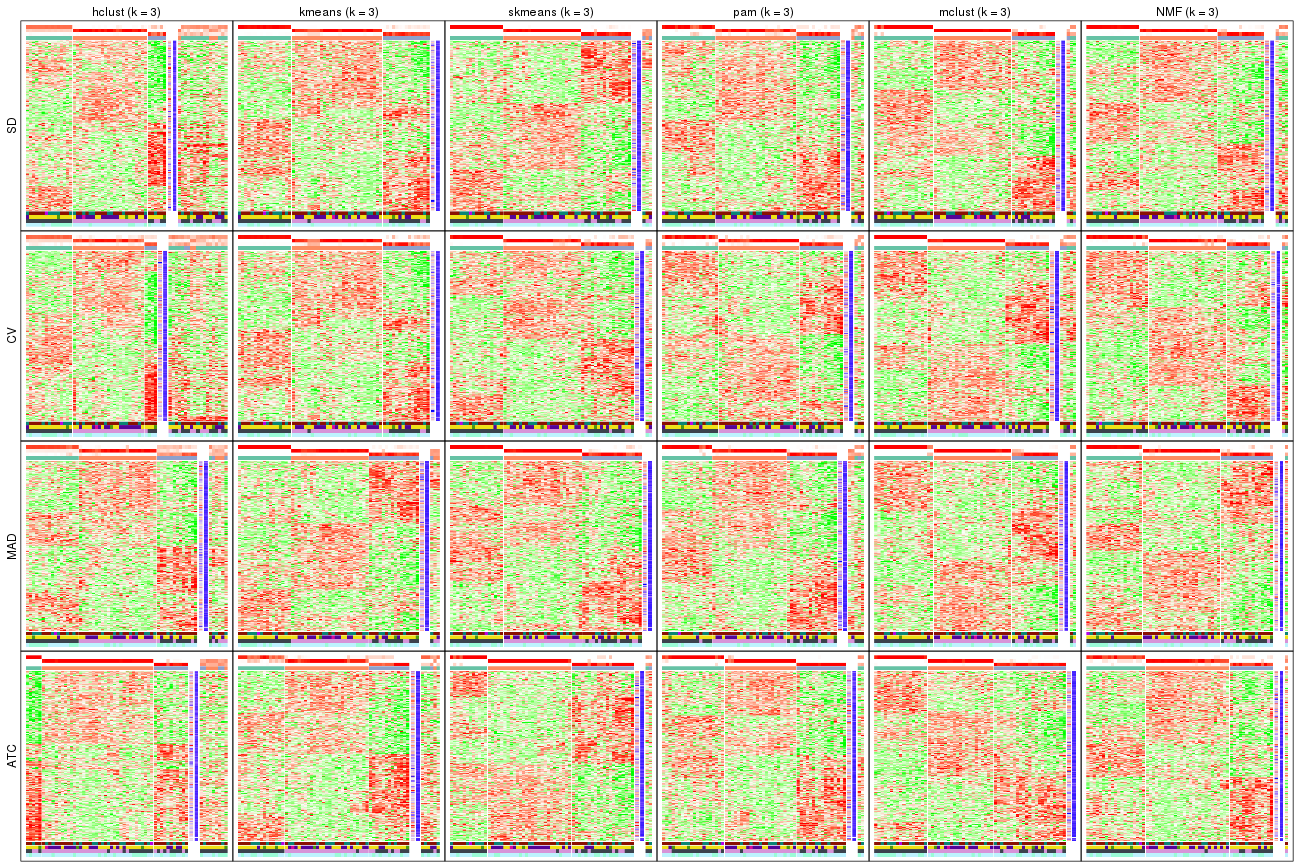 hclust (k = 3) kmeans (k = 3) skmeans (k = 3) pam (k = 3) mclust (k = 3) NMF (k = 3)
SD
CV
MAD
ATC